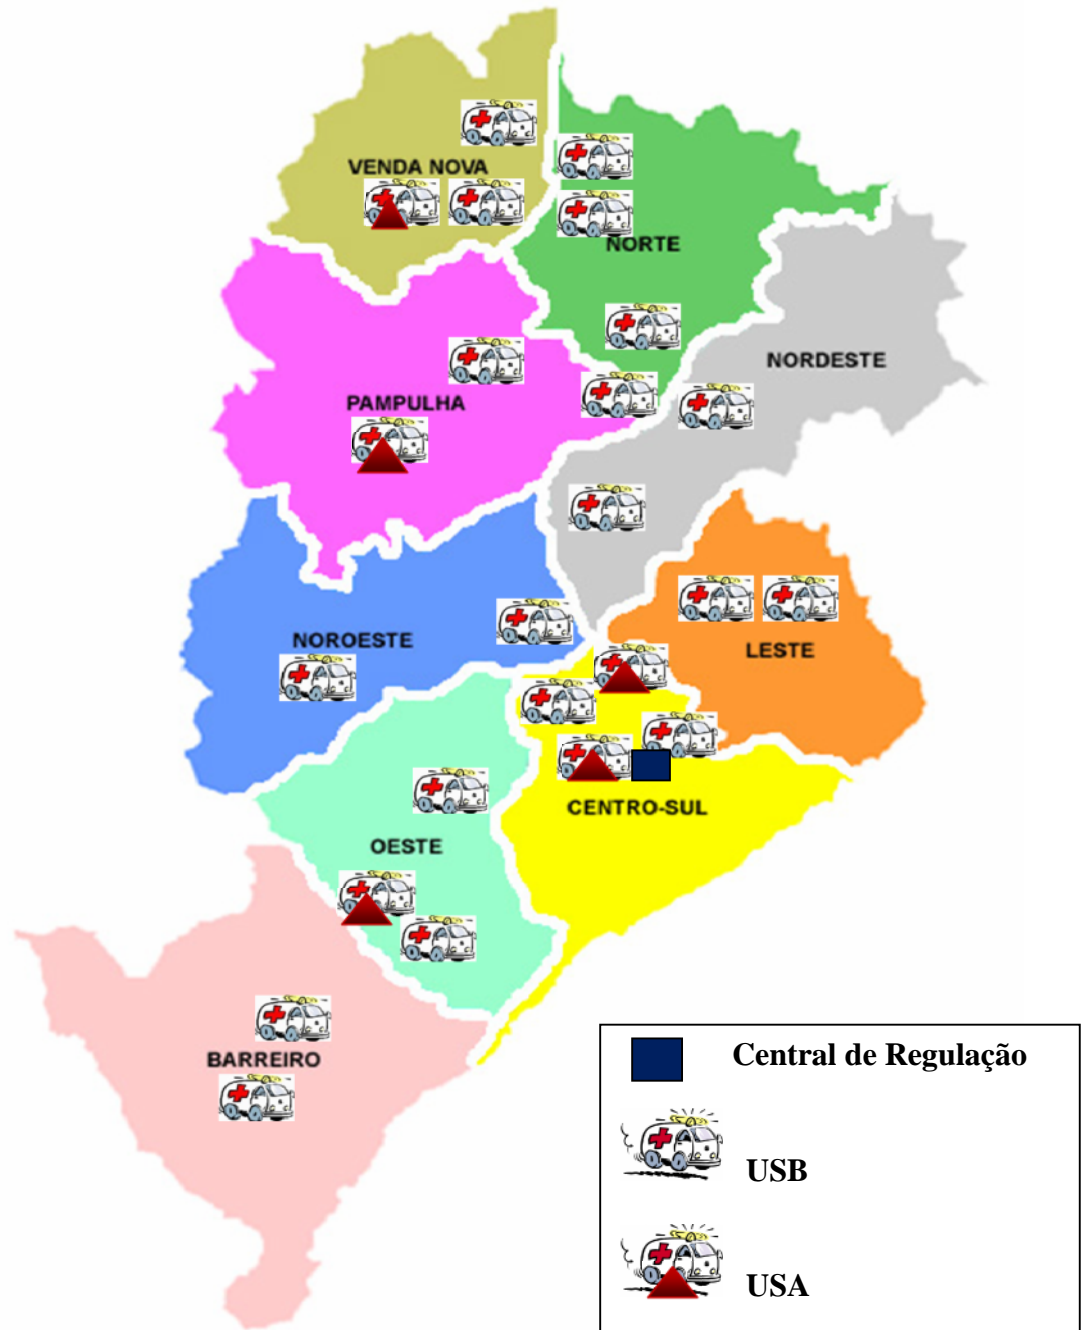 VENDA NOVA
NORTE
NORDESTE
PAMPULHA
NOROESTE
LESTE
CENTRO-SUL
OESTE
BARREIRO
Central de Regulação
USB
USA